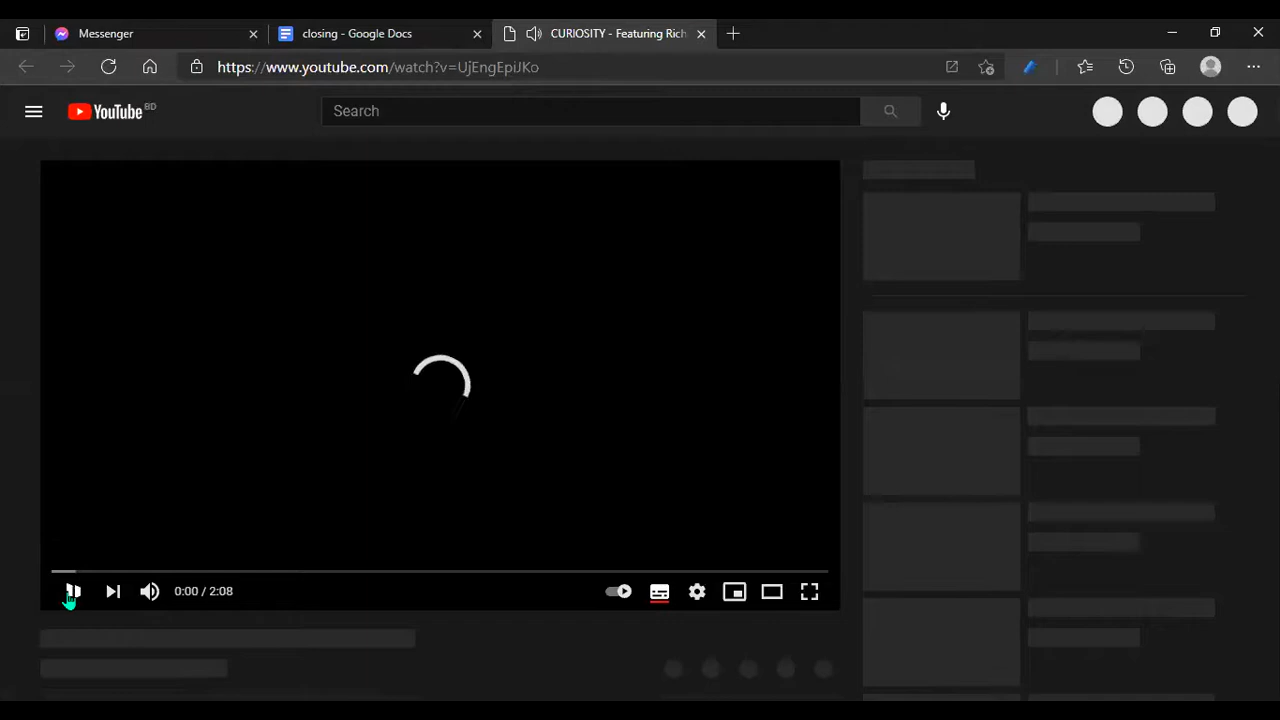 Messenger
closing - Google Docs
CURIOSITY - Featuring Rich
https://www.youtube.com/watch?v=UjEngEpiJKo
YouTube BD
Search
0:00 / 2:08